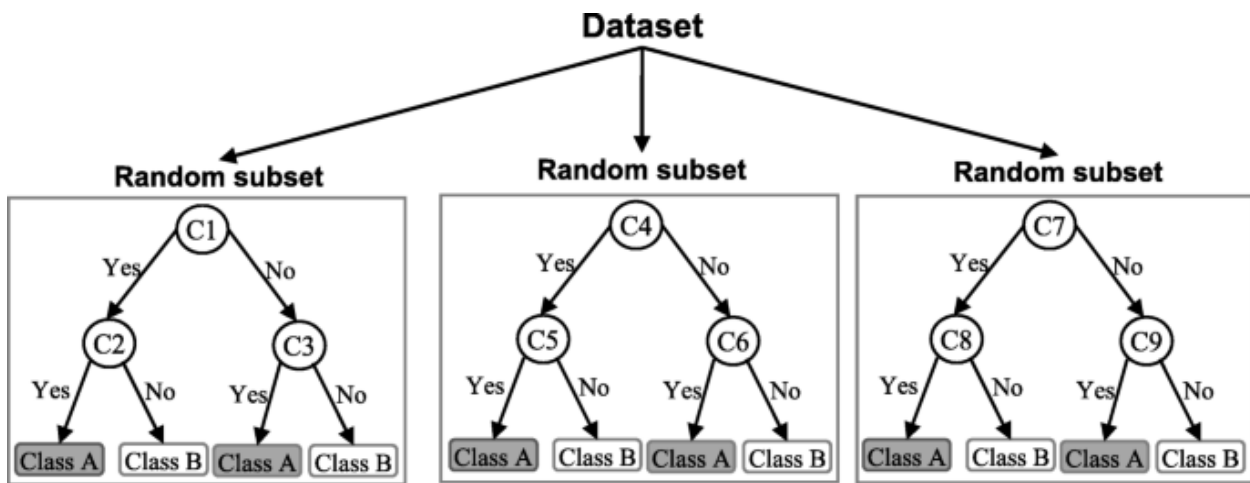 Dataset
Random subset
Random subset
Random subset
C1
Yes
No
C2
C3
Yes
No
Yes
No
Class A
Class B
Class A
Class B
C4
Yes
No
C5
C6
Yes
No
Yes
No
Class A
Class B
Class A
Class B
C7
Yes
No
C8
C9
Yes
No
Yes
No
Class A
Class B
Class A
Class B